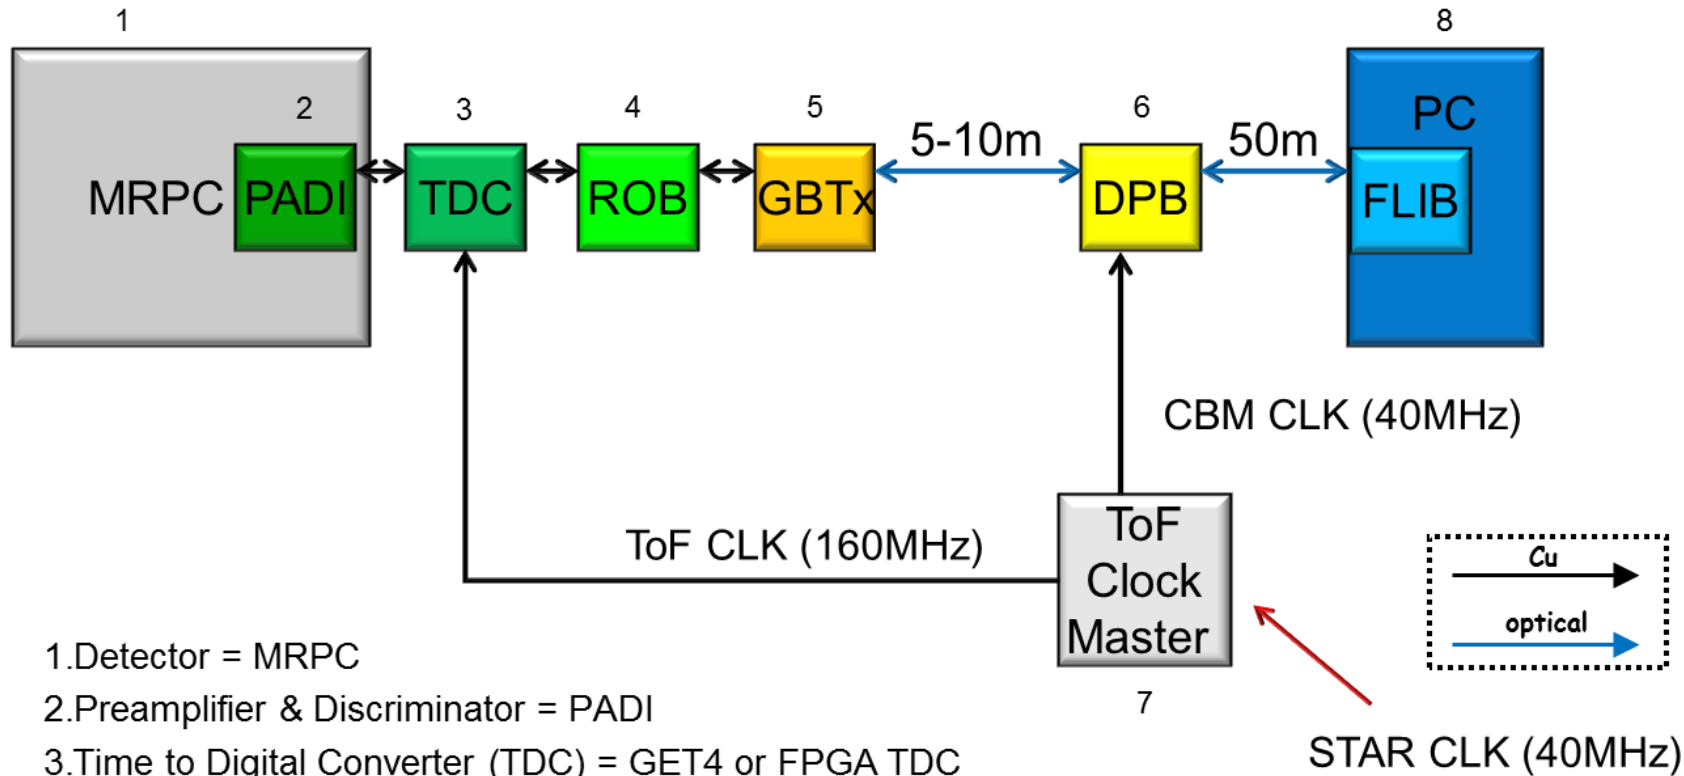 1
8
2
3
4
5
6
5-10m
50m
PC
MRPC
PADI
TDC
ROB
GBTx
DPB
FLIB
CBM CLK (40MHz)
ToF CLK (160MHz)
ToF
Clock
Master
7
Cu
optical
STAR CLK (40MHz)
1.Detector = MRPC
2.Preamplifier & Discriminator = PADI
3.Time to Digital Converter (TDC) = GET4 or FPGA TDC